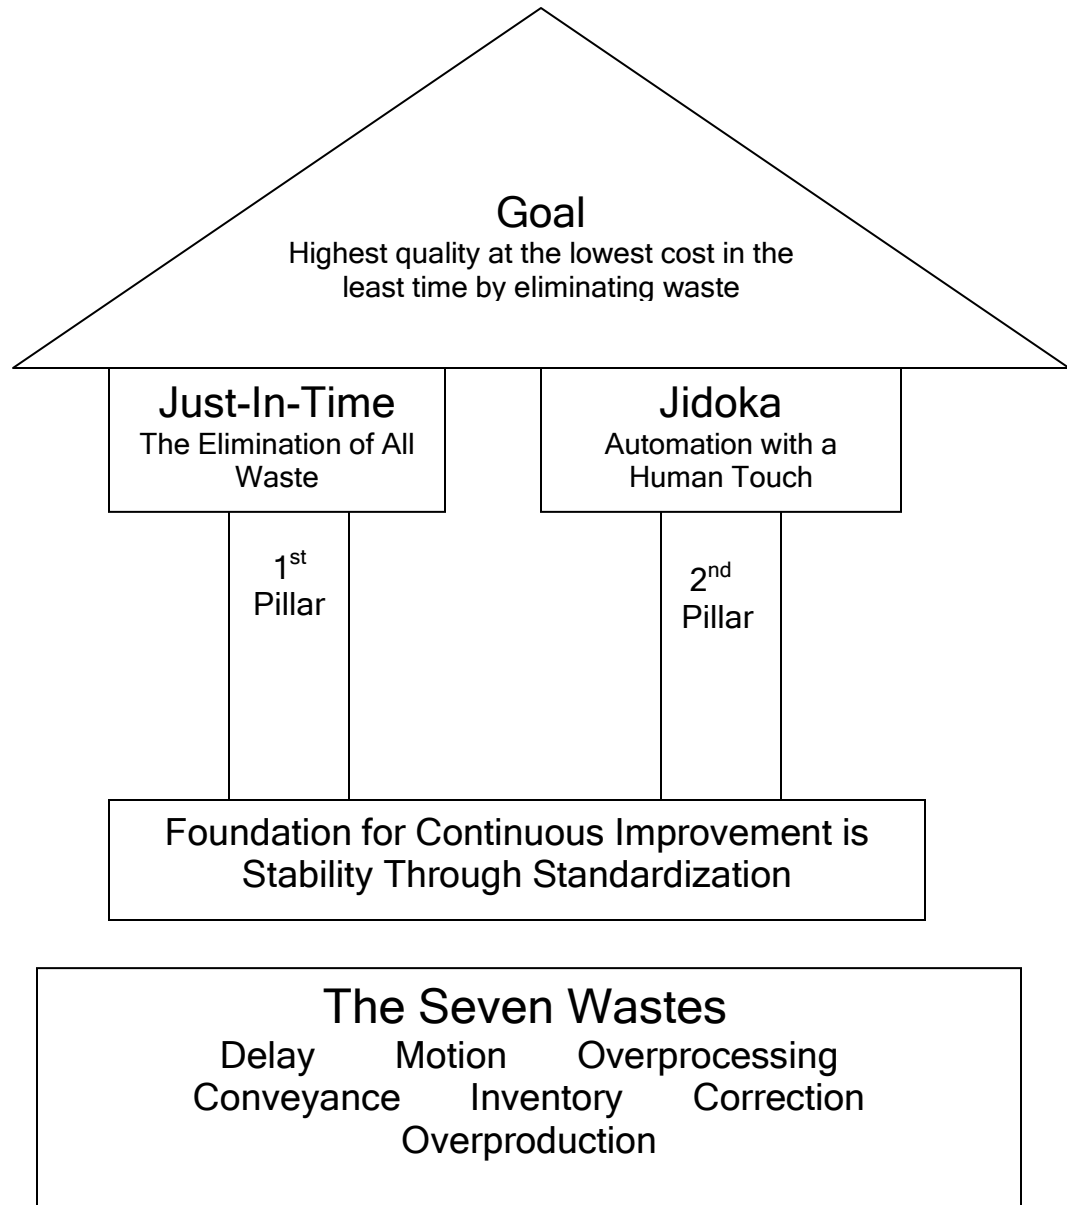 Goal
Highest quality at the lowest cost in the
least time by eliminating waste
Just-In-Time
The Elimination of All
Waste
Jidoka
Automation with a
Human Touch
1st
Pillar
2nd
Pillar
Foundation for Continuous Improvement is
Stability Through Standardization
The Seven Wastes
Delay Motion Overprocessing
Conveyance Inventory Correction
Overproduction